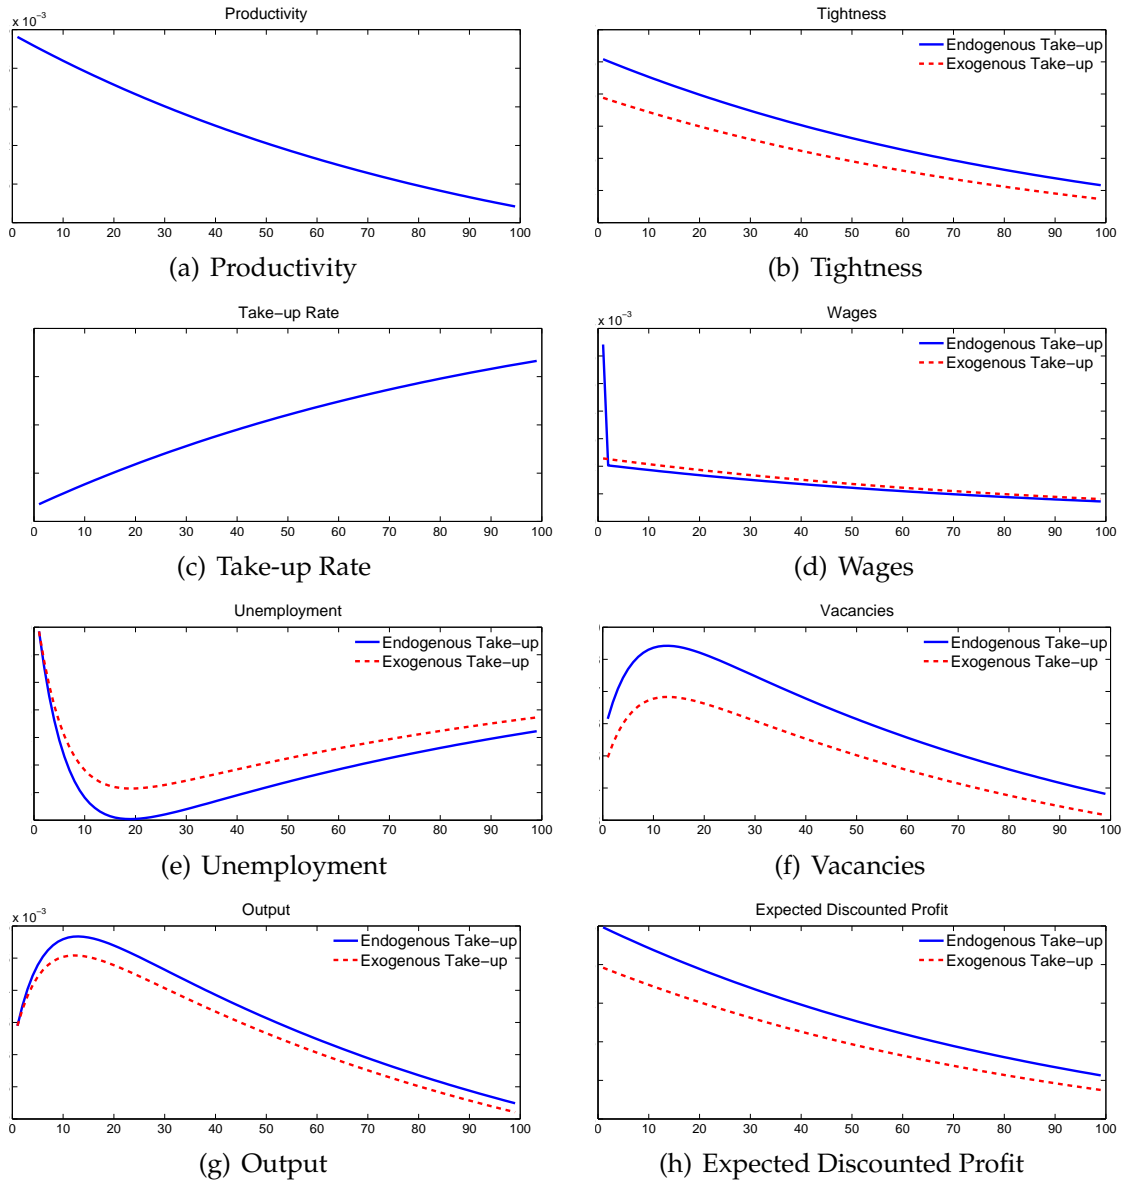 Productivity
x 10⁻³
0 10 20 30 40 50 60 70 80 90 100
(a) Productivity
Tightness
Endogenous Take-up
Exogenous Take-up
0 10 20 30 40 50 60 70 80 90 100
(b) Tightness
Take-up Rate
0 10 20 30 40 50 60 70 80 90 100
(c) Take-up Rate
Wages
x 10⁻³
Endogenous Take-up
Exogenous Take-up
0 10 20 30 40 50 60 70 80 90 100
(d) Wages
Unemployment
Endogenous Take-up
Exogenous Take-up
0 10 20 30 40 50 60 70 80 90 100
(e) Unemployment
Vacancies
Endogenous Take-up
Exogenous Take-up
0 10 20 30 40 50 60 70 80 90 100
(f) Vacancies
Output
x 10⁻³
Endogenous Take-up
Exogenous Take-up
0 10 20 30 40 50 60 70 80 90 100
(g) Output
Expected Discounted Profit
Endogenous Take-up
Exogenous Take-up
0 10 20 30 40 50 60 70 80 90 100
(h) Expected Discounted Profit